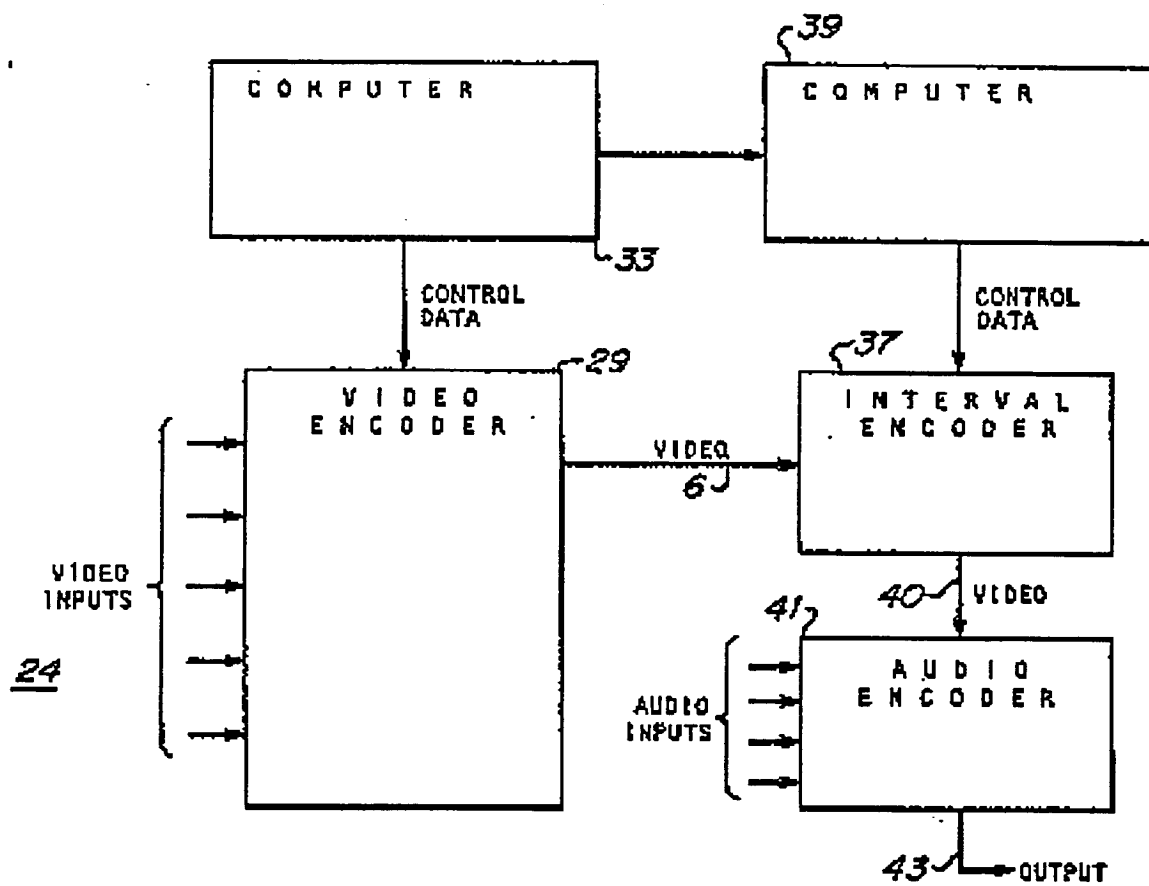 39
COMPUTER
COMPUTER
33
CONTROL
DATA
CONTROL
DATA
29
37
VIDEO
ENCODER
INTERVAL
ENCODER
VIDEO
6
VIDEO
INPUTS
40
VIDEO
41
24
AUDIO
ENCODER
AUDIO
INPUTS
43
OUTPUT